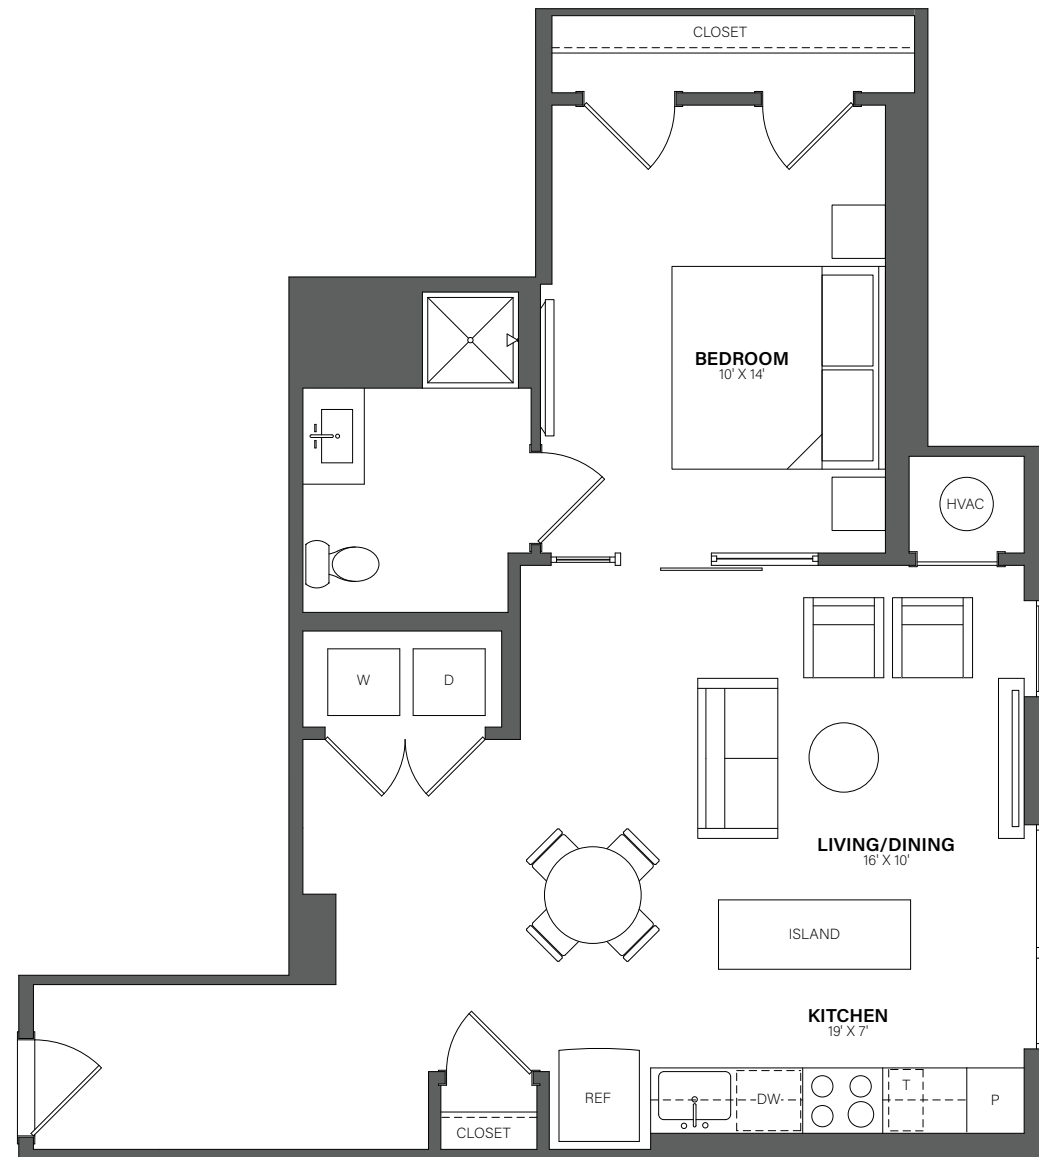 CLOSET
BEDROOM
10' X 14'
HVAC
W
D
LIVING/DINING
16' X 10'
ISLAND
KITCHEN
19' X 7'
REF
DW
T
P
CLOSET